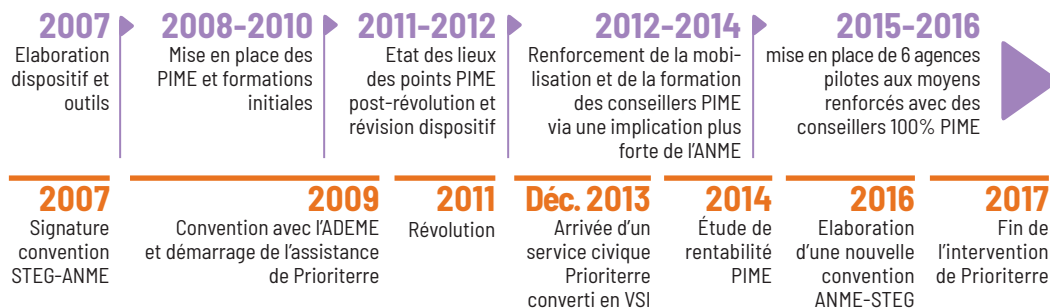 2007
Elaboration
dispositif et
outils
2008-2010
Mise en place des
PIME et formations
initiales
2011-2012
Etat des lieux
des points PIME
post-révolution et
révision dispositif
2012-2014
Renforcement de la mobi-
lisation et de la formation
des conseillers PIME
via une implication plus
forte de l'ANME
2015-2016
mise en place de 6 agences
pilotes aux moyens
renforcés avec des
conseillers 100% PIME
2007
Signature
convention
STEG-ANME
2009
Convention avec l'ADEME
et démarrage de l'assistance
de Prioriterre
2011
Révolution
Déc. 2013
Arrivée d'un
service civique
Prioriterre
converti en VSI
2014
Étude de
rentabilité
PIME
2016
Elaboration
d'une nouvelle
convention
ANME-STEG
2017
Fin de
l'intervention
de Prioriterre